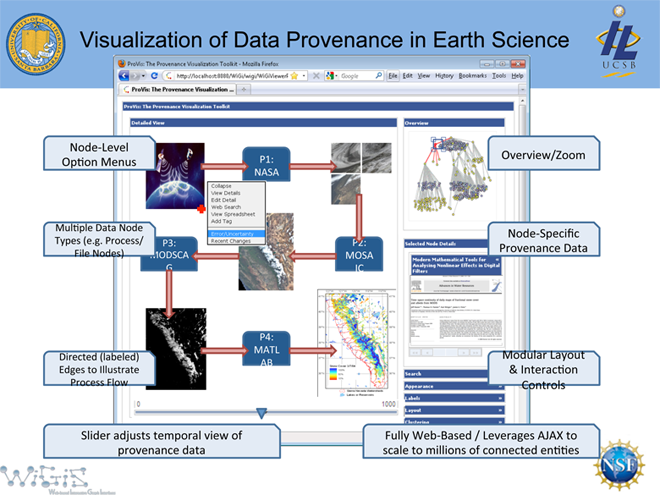 Visualization of Data Provenance in Earth Science
UCSB
ProVis: The Provenance Visualization Toolkit - Mozilla Firefox
http://localhost:8888/WiGi/wigi/WiGiViewer4
Google
File Edit View History Bookmarks Tools Help
ProVis: The Provenance Visualization ...
ProVis: The Provenance Visualization Toolkit
Detailed View
Overview
Node-Level
Option Menus
P1:
NASA
Overview/Zoom
Collapse
View Details
Edit Detail
Web Search
View Spreadsheet
Add Tag
Error/Uncertainty
Recent Changes
Multiple Data Node
Types (e.g. Process/
File Nodes)
P3:
MODSCA
G
P2:
MOSA
IC
Node-Specific
Provenance Data
Selected Node Details
Modern Mathematical Tools for
Analyzing Nonlinear Effects in Digital
Filters
Directed (labeled)
Edges to Illustrate
Process Flow
P4:
MATL
AB
Modular Layout
& Interaction
Controls
Search
Appearance
Labels
Layout
Clustering
0
1000
Slider adjusts temporal view of
provenance data
Fully Web-Based / Leverages AJAX to
scale to millions of connected entities
WiGiS
NSF